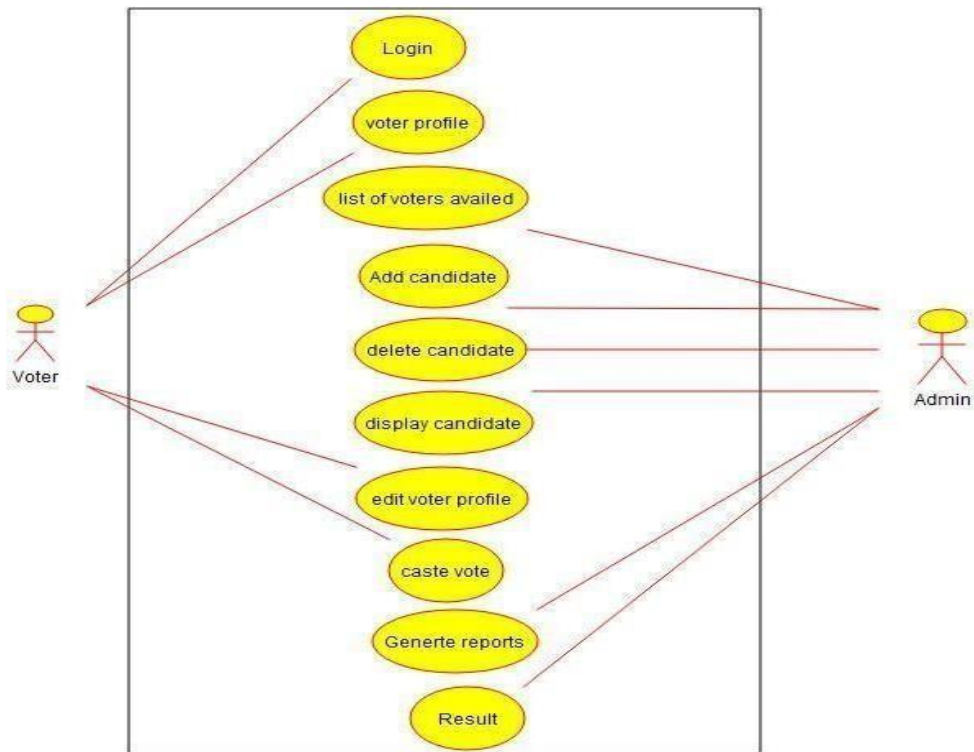 Login
voter profile
list of voters availed
Add candidate
delete candidate
display candidate
edit voter profile
caste vote
Generte reports
Result
Voter
Admin